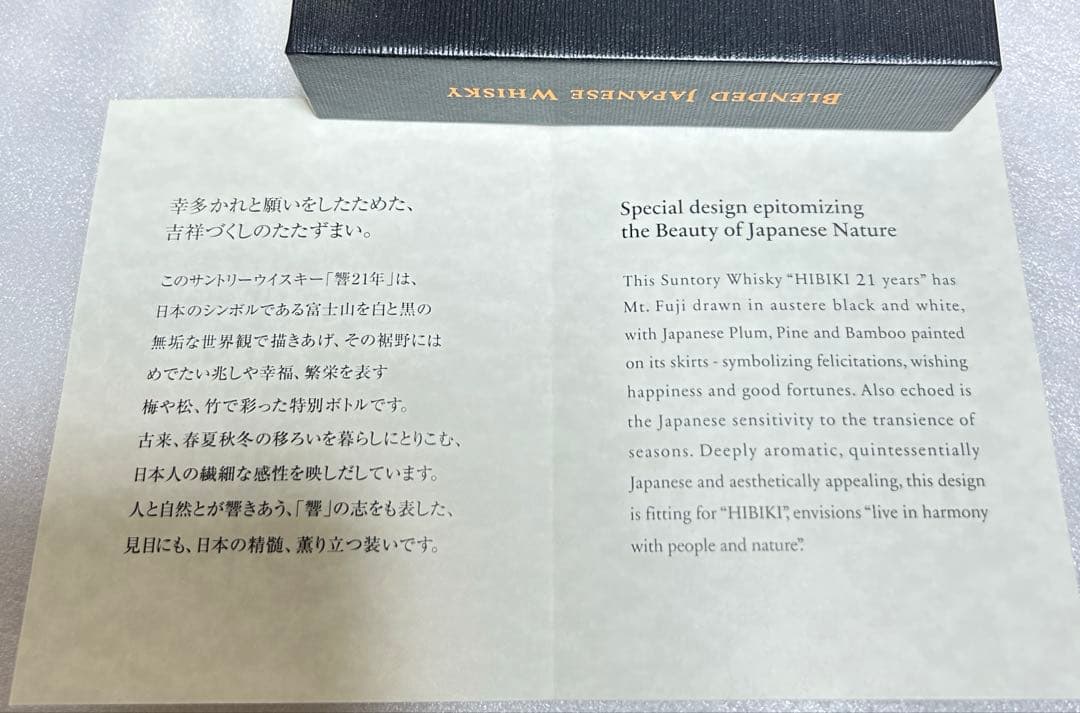 BLENDED JAPANESE WHISKY
幸多かれと願いをしたためた、
吉祥づくしのたたずまい。
このサントリーウイスキー「響21年」は、
日本のシンボルである富士山を白と黒の
無垢な世界観で描きあげ、その裾野には
めでたい兆しや幸福、繁栄を表す
梅や松、竹で彩った特別ボトルです。
古来、春夏秋冬の移ろいを暮らしにとりこむ、
日本人の繊細な感性を映しだしています。
人と自然とが響きあう、「響」の志をも表した、
見目にも、日本の精髄、薫り立つ装いです。
Special design epitomizing
the Beauty of Japanese Nature
This Suntory Whisky “HIBIKI 21 years” has
Mt. Fuji drawn in austere black and white,
with Japanese Plum, Pine and Bamboo painted
on its skirts - symbolizing felicitations, wishing
happiness and good fortunes. Also echoed is
the Japanese sensitivity to the transience of
seasons. Deeply aromatic, quintessentially
Japanese and aesthetically appealing, this design
is fitting for “HIBIKI”, envisions “live in harmony
with people and nature”.